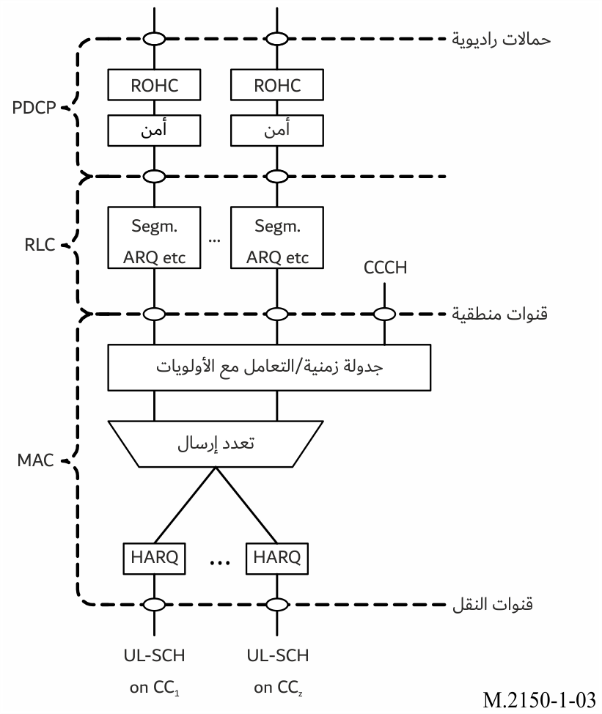 حمالات راديوية
ROHC ROHC
PDCP
أمن أمن
Segm. ... Segm.
RLC
ARQ etc ARQ etc
CCCH
قنوات منطقية
جدولة زمنية/التعامل مع الأولويات
تعدد إرسال
MAC
HARQ ... HARQ
قنوات النقل
UL-SCH UL-SCH
on CC₁ on CC₂
M.2150-1-03